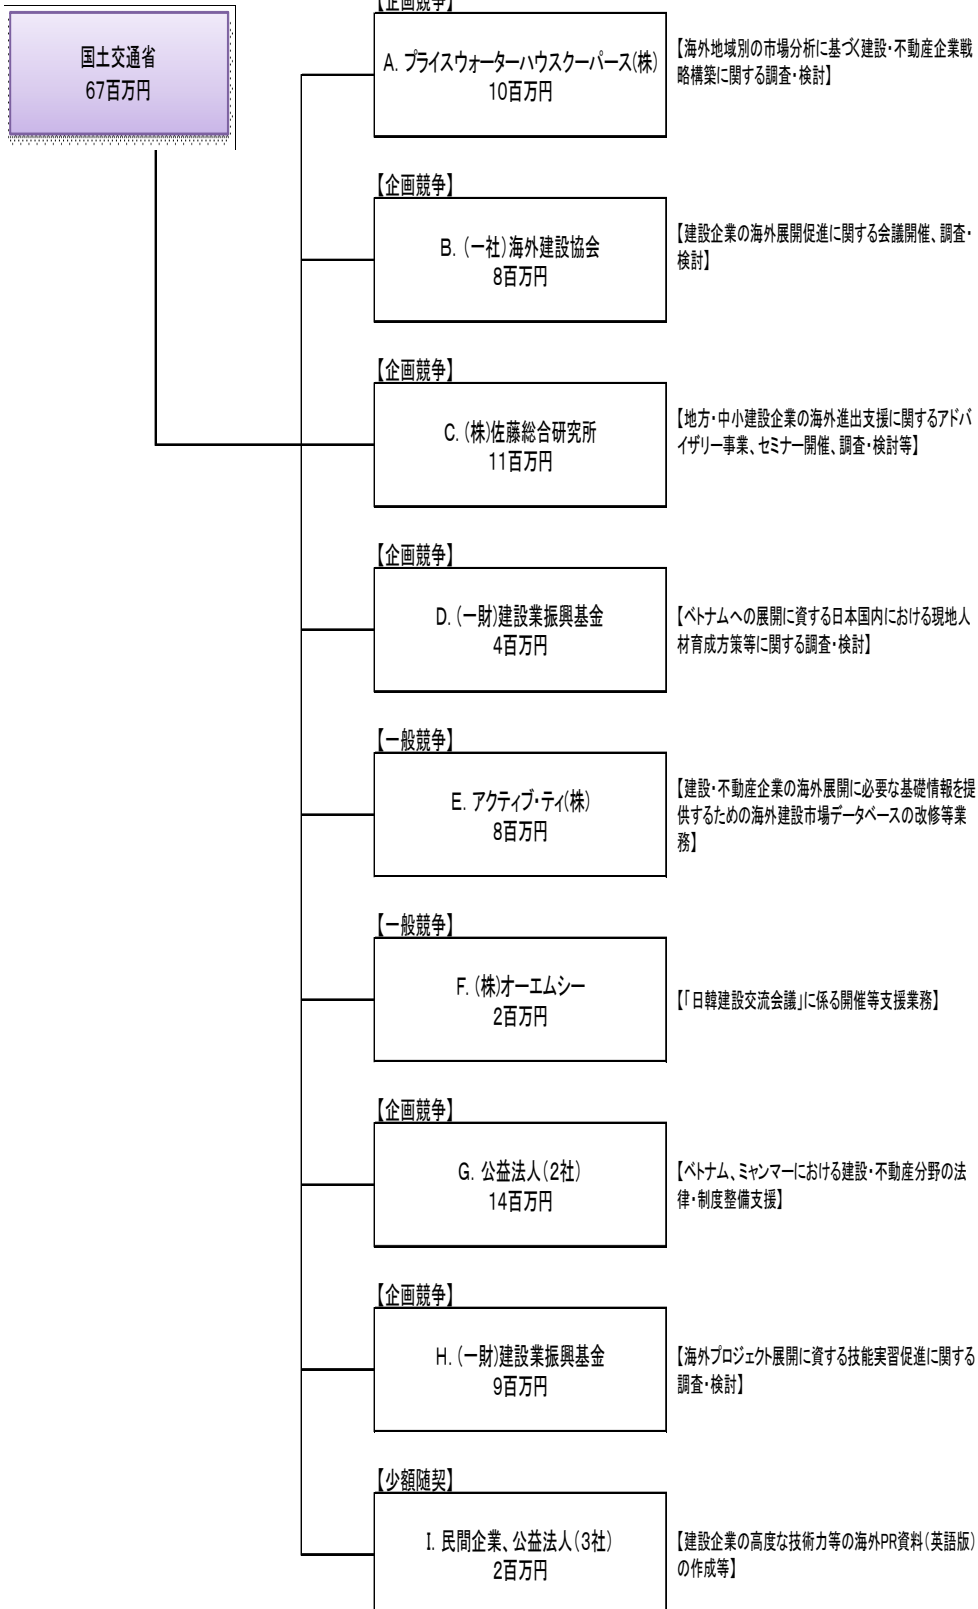 国土交通省
67百万円
【企画競争】
A. プライスウォーターハウスクーパース(株)
10百万円
【海外地域別の市場分析に基づく建設・不動産企業戦
略構築に関する調査・検討】
【企画競争】
B. (一社)海外建設協会
8百万円
【建設企業の海外展開促進に関する会議開催、調査・
検討】
【企画競争】
C. (株)佐藤総合研究所
11百万円
【地方・中小建設企業の海外進出支援に関するアドバ
イザリー事業、セミナー開催、調査・検討等】
【企画競争】
D. (一財)建設業振興基金
4百万円
【ベトナムへの展開に資する日本国内における現地人
材育成方策等に関する調査・検討】
【一般競争】
E. アクティブ・ティ(株)
8百万円
【建設・不動産企業の海外展開に必要な基礎情報を提
供するための海外建設市場データベースの改修等業
務】
【一般競争】
F. (株)オーエムシー
2百万円
【「日韓建設交流会議」に係る開催等支援業務】
【企画競争】
G. 公益法人(2社)
14百万円
【ベトナム、ミャンマーにおける建設・不動産分野の法
律・制度整備支援】
【企画競争】
H. (一財)建設業振興基金
9百万円
【海外プロジェクト展開に資する技能実習促進に関する
調査・検討】
【少額随契】
I. 民間企業、公益法人(3社)
2百万円
【建設企業の高度な技術力等の海外PR資料(英語版)
の作成等】